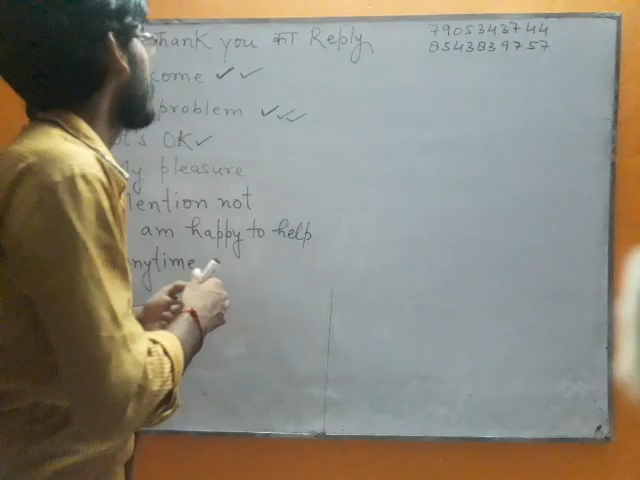 Thank you का Reply
7905343744
8543839757
come ✓✓
problem ✓✓✓
OK ✓
pleasure
Mention not
am happy to help
nytime